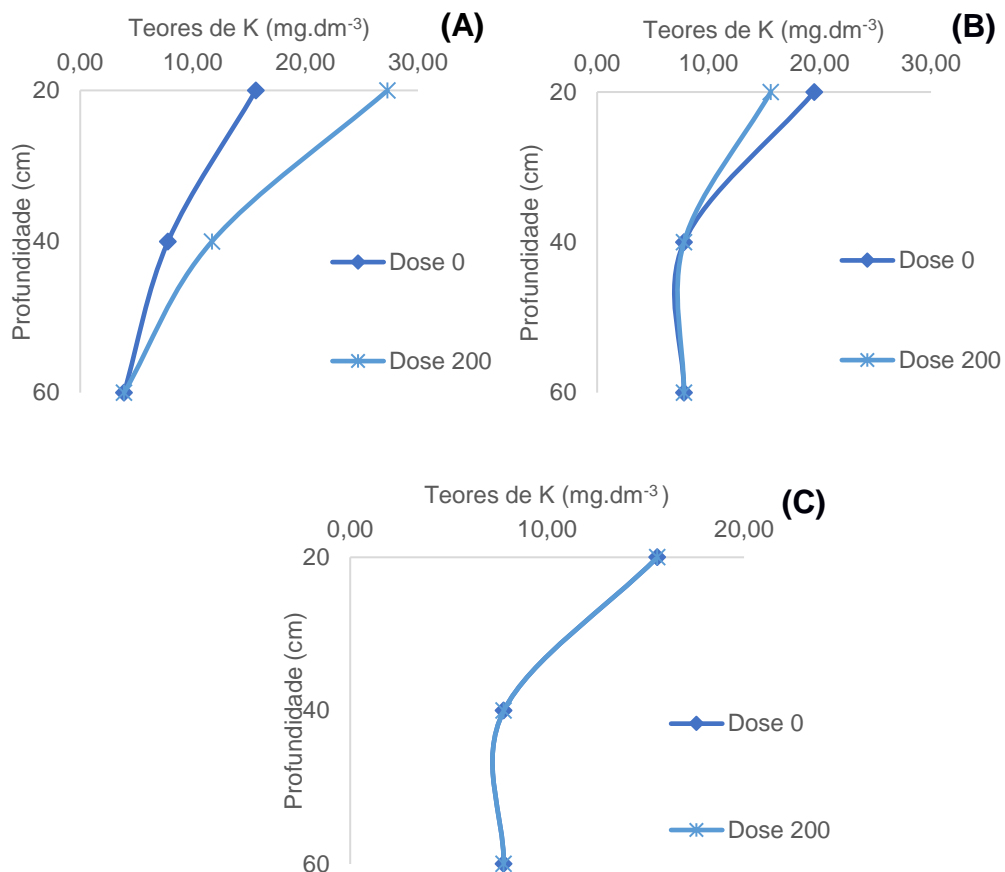 Teores de K (mg.dm-3)
(A)
0,00 10,00 20,00 30,00
20
40
60
Profundidade (cm)
Dose 0
Dose 200
Teores de K (mg.dm-3)
(B)
0,00 10,00 20,00 30,00
20
40
60
Profundidade (cm)
Dose 0
Dose 200
Teores de K (mg.dm-3 )
(C)
0,00 10,00 20,00
20
40
60
Profundidade (cm)
Dose 0
Dose 200